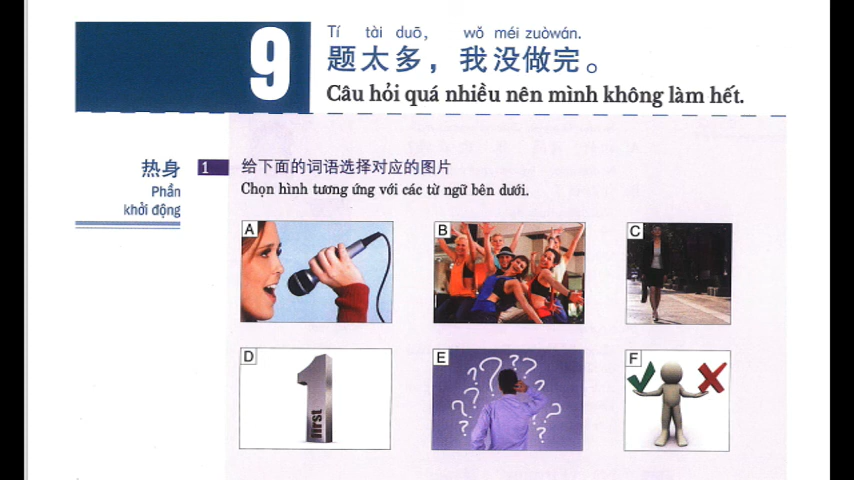 9
Tí tài duō, wǒ méi zuòwán.
题太多，我没做完。
Câu hỏi quá nhiều nên mình không làm hết.
热身
Phần
khởi động
1
给下面的词语选择对应的图片
Chọn hình tương ứng với các từ ngữ bên dưới.
A
B
C
D
first
E
? ? ? ? ? ? ? ?
F